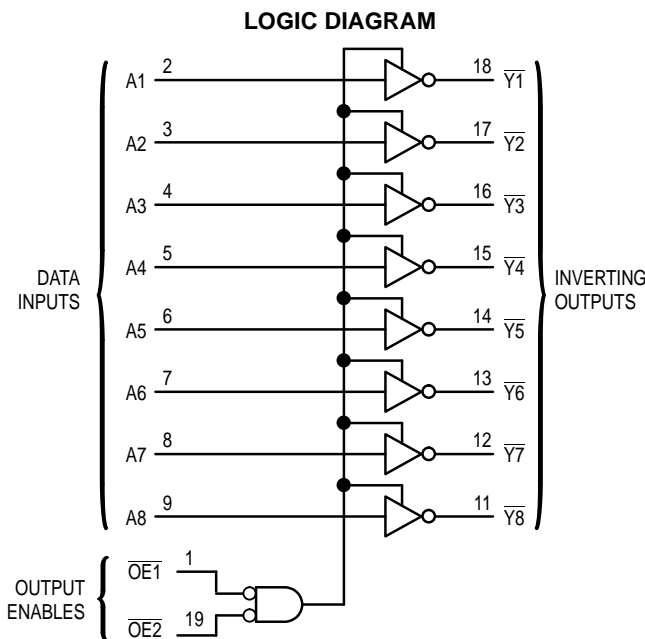 LOGIC DIAGRAM
A1 2 18 Y1
A2 3 17 Y2
A3 4 16 Y3
A4 5 15 Y4
DATA INPUTS
INVERTING OUTPUTS
A5 6 14 Y5
A6 7 13 Y6
A7 8 12 Y7
A8 9 11 Y8
OE1 1
OUTPUT ENABLES
OE2 19